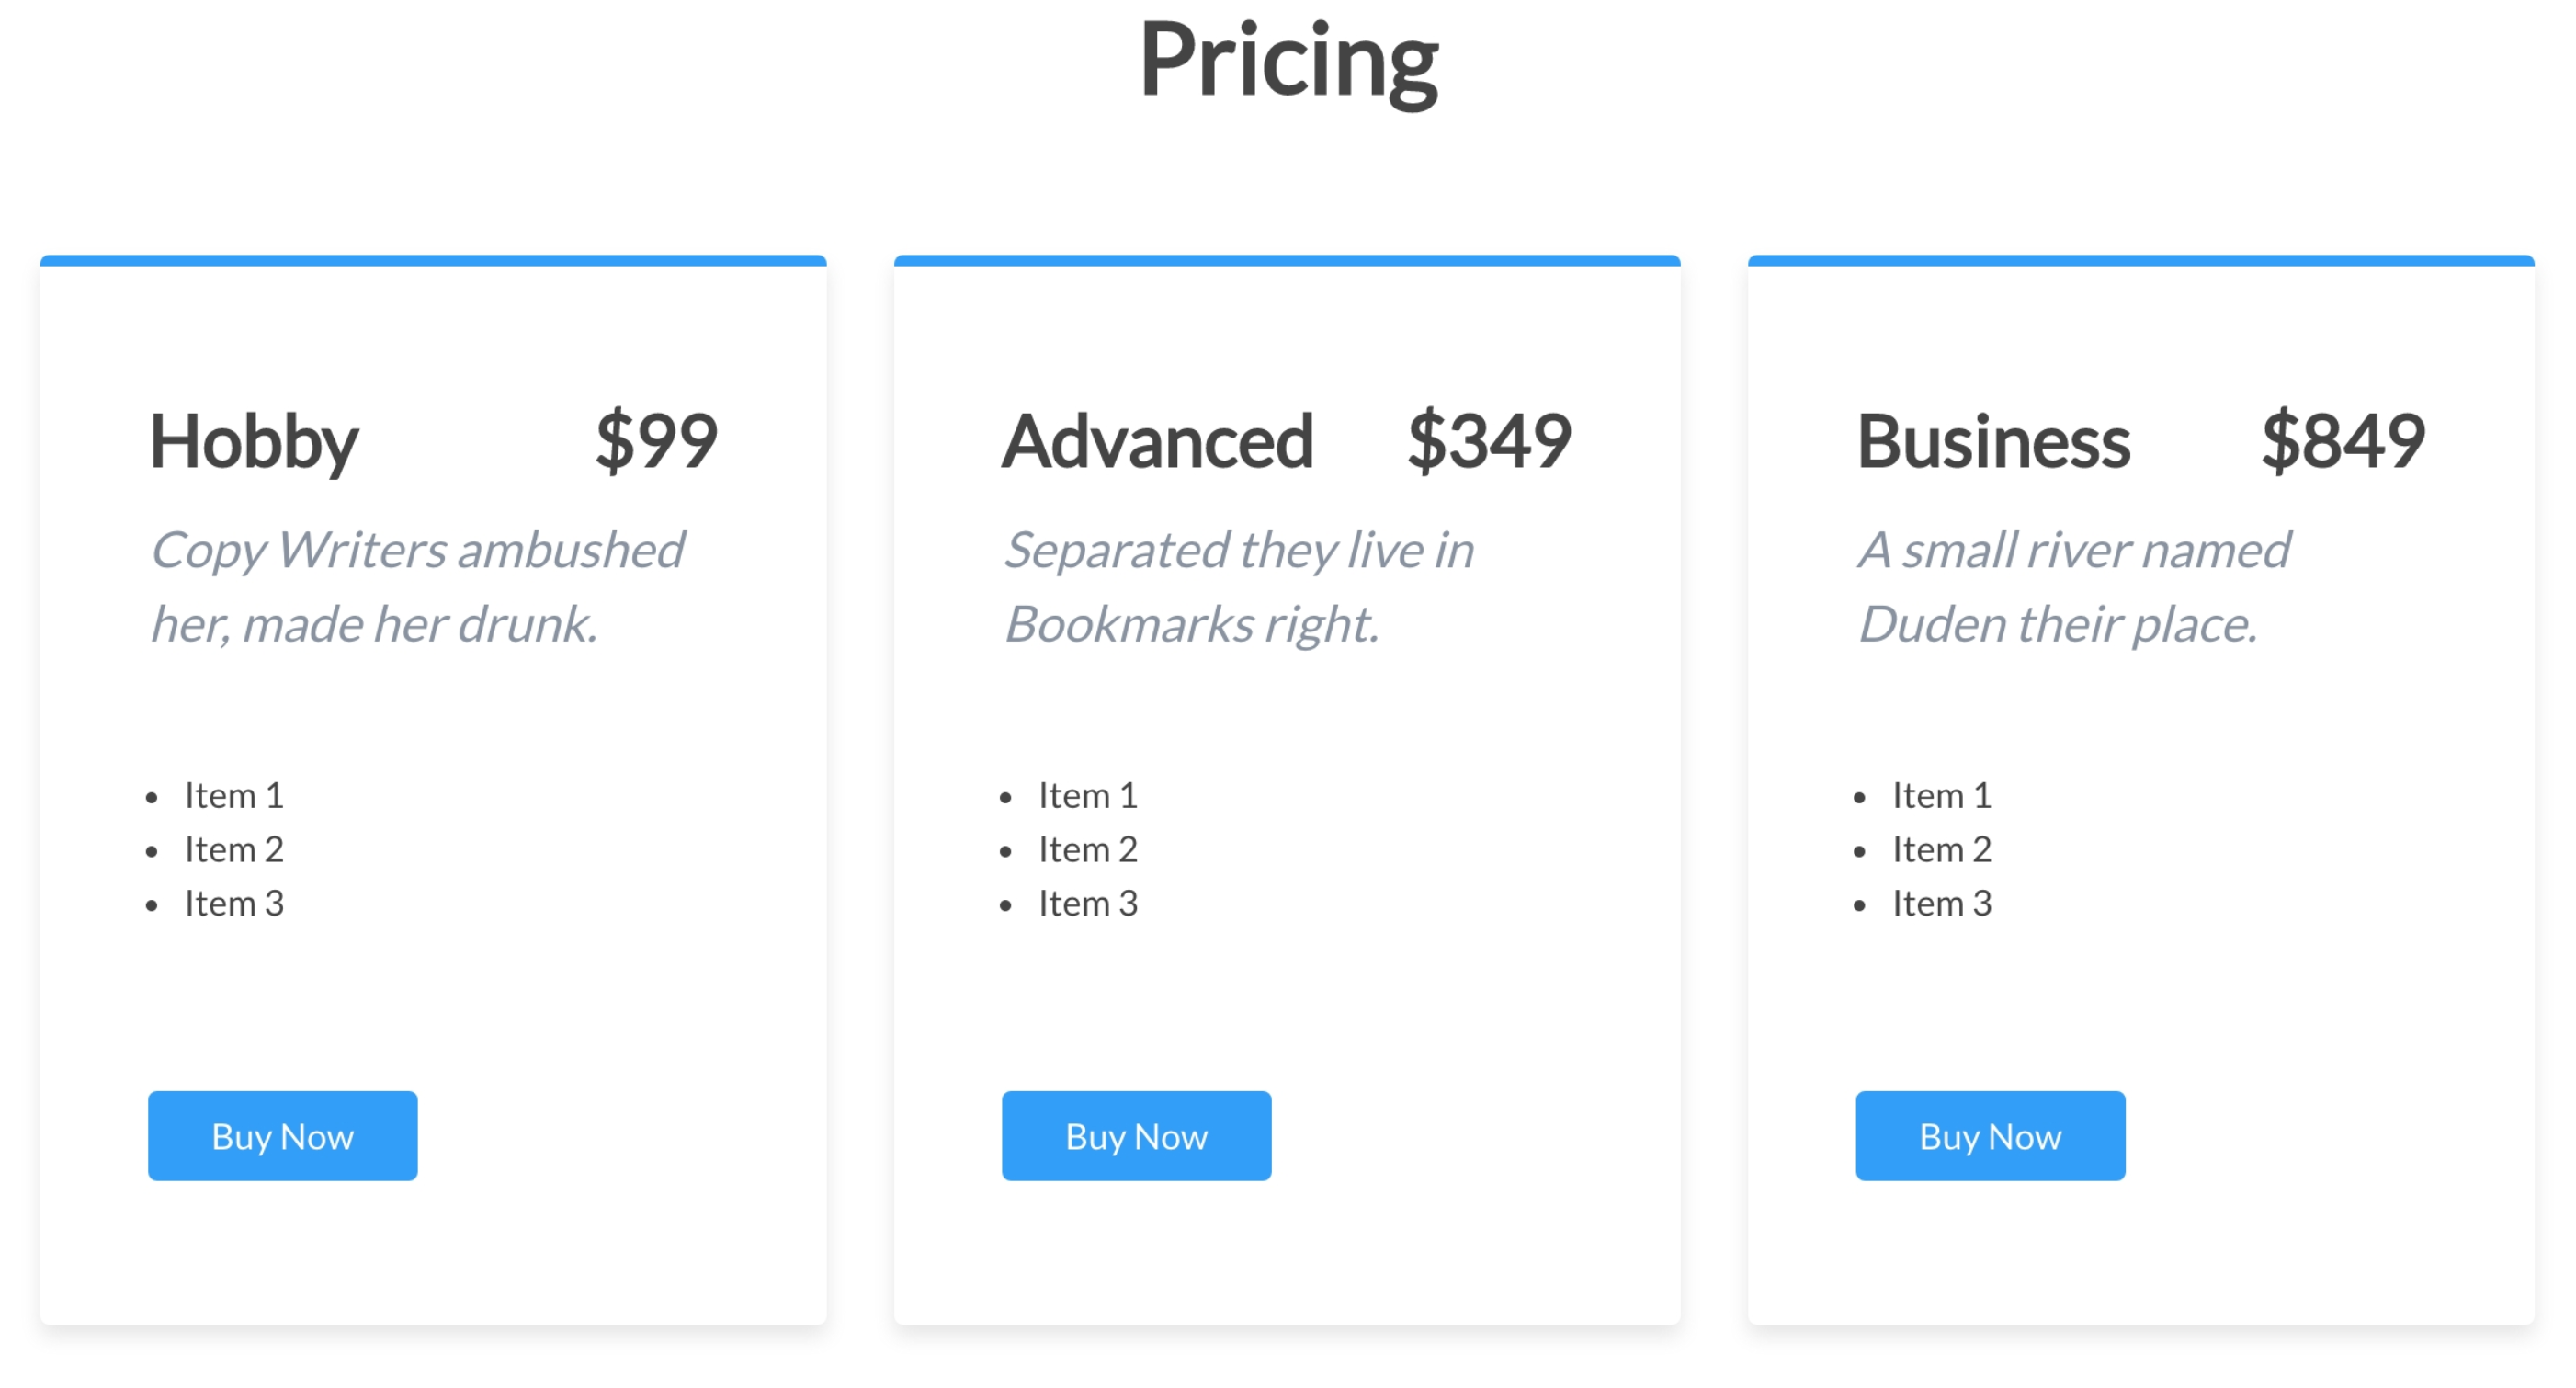 Pricing
Hobby $99
Copy Writers ambushed
her, made her drunk.
• Item 1
• Item 2
• Item 3
Buy Now
Advanced $349
Separated they live in
Bookmarks right.
• Item 1
• Item 2
• Item 3
Buy Now
Business $849
A small river named
Duden their place.
• Item 1
• Item 2
• Item 3
Buy Now